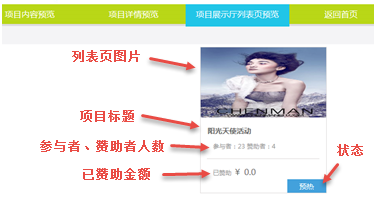 项目内容预览 项目详情预览 项目展示厅列表页预览 返回首页
列表页图片
CHENMAN
项目标题
阳光天使活动
参与者、赞助者人数
参与者：23 赞助者：4
状态
已赞助金额
已赞助 ￥ 0.0
预热